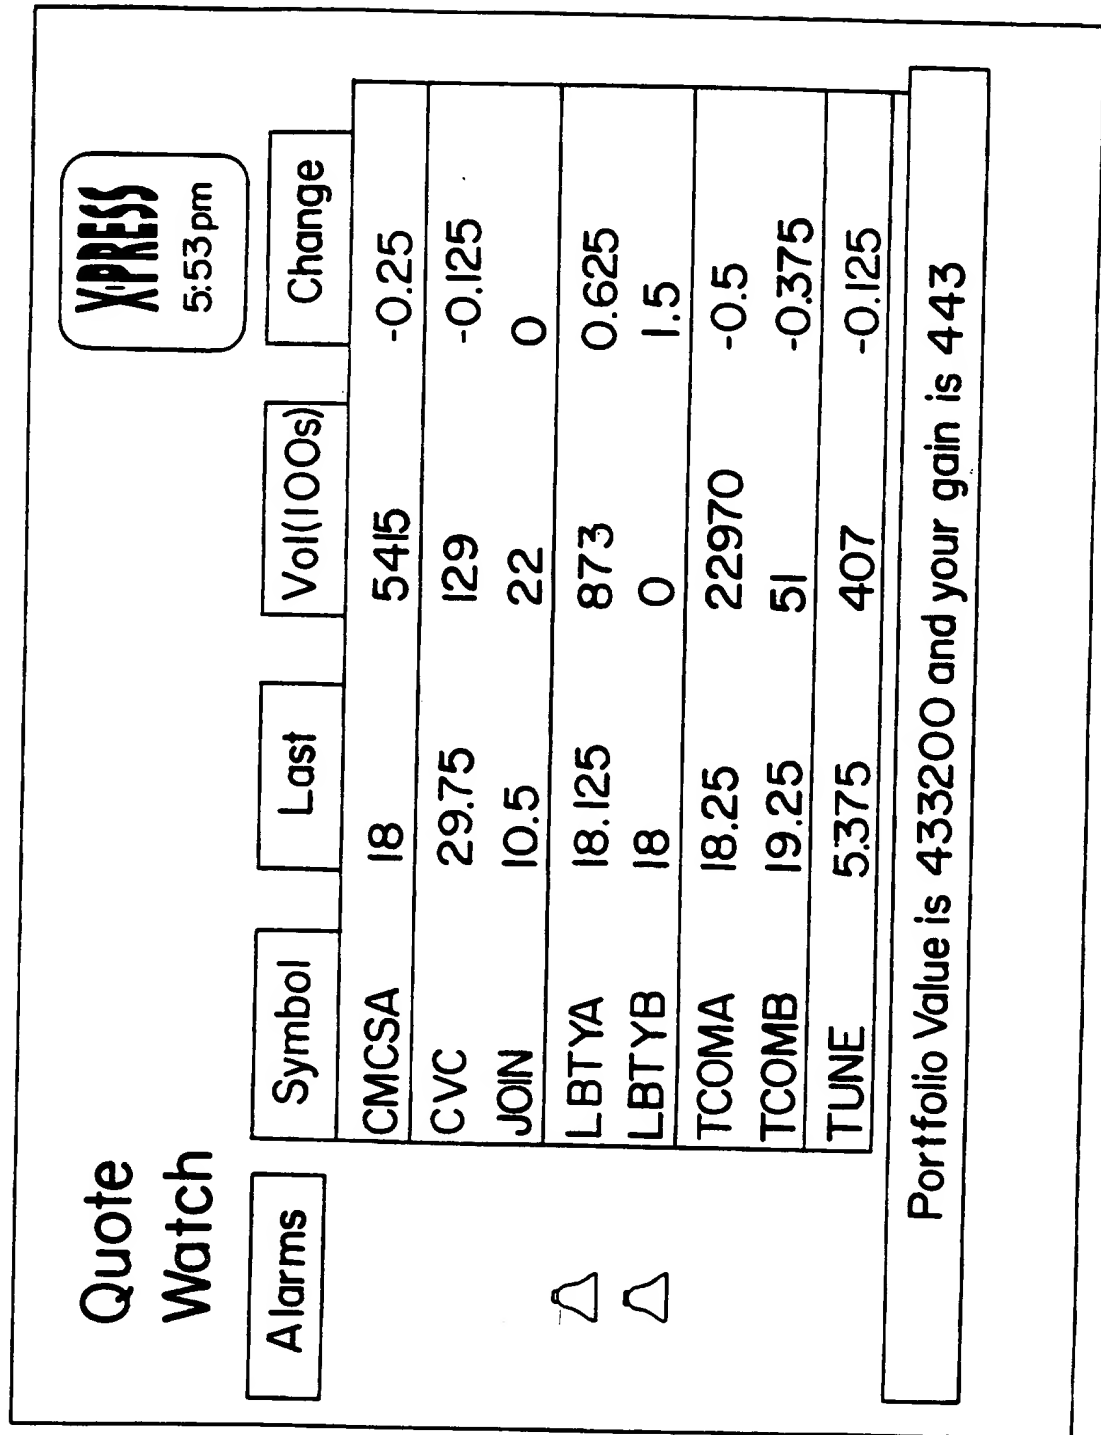 Quote
Watch
X·PRESS
5:53pm
Alarms Symbol Last Vol(100s) Change
CMCSA 18 5415 -0.25
CVC 29.75 129 -0.125
JOIN 10.5 22 0
LBTYA 18.125 873 0.625
LBTYB 18 0 1.5
TCOMA 18.25 22970 -0.5
TCOMB 19.25 51 -0.375
TUNE 5.375 407 -0.125
Portfolio Value is 433200 and your gain is 443